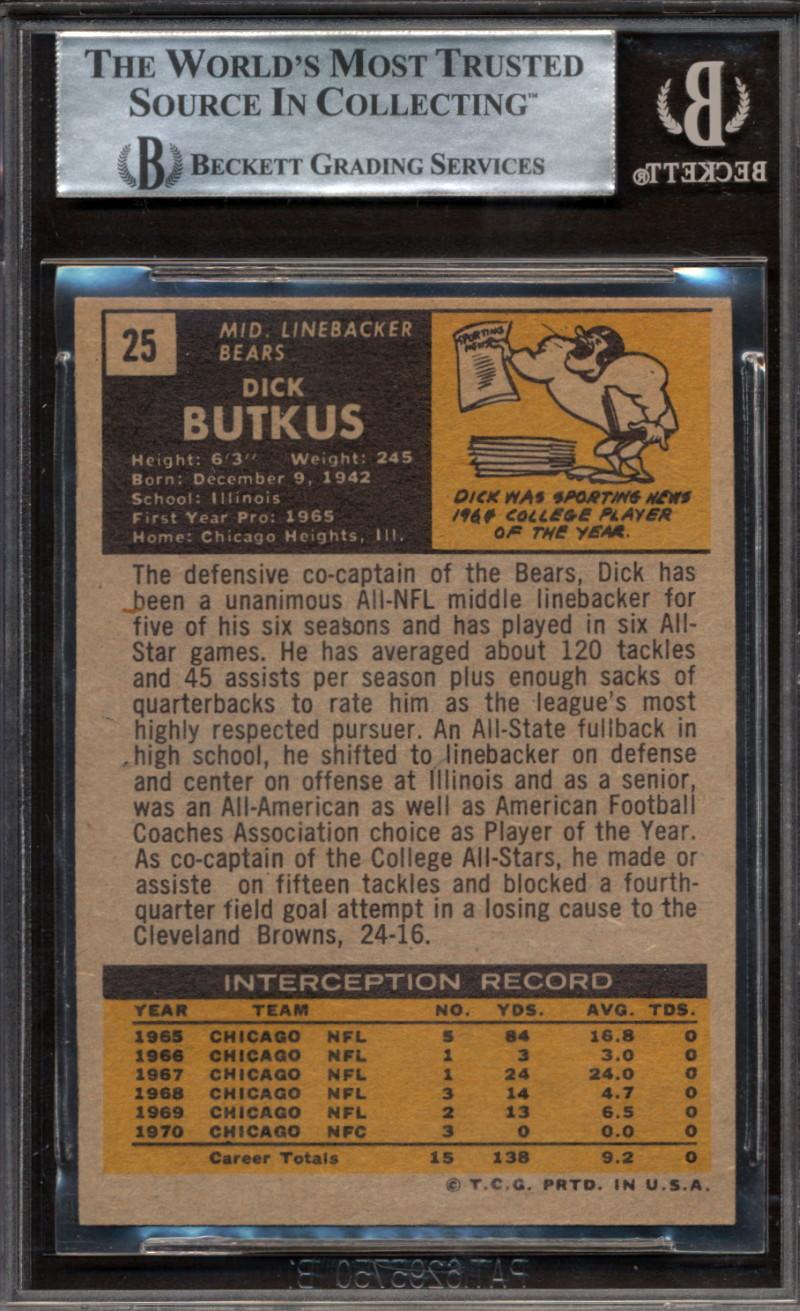 THE WORLD'S MOST TRUSTED
SOURCE IN COLLECTING™
B BECKETT GRADING SERVICES
B
BECKETT®
25
MID. LINEBACKER
BEARS
DICK
BUTKUS
Height: 6'3" Weight: 245
Born: December 9, 1942
School: Illinois
First Year Pro: 1965
Home: Chicago Heights, Ill.
SPORTING
NEWS
DICK WAS SPORTING NEWS
1964 COLLEGE PLAYER
OF THE YEAR.
The defensive co-captain of the Bears, Dick has
been a unanimous All-NFL middle linebacker for
five of his six seasons and has played in six All-
Star games. He has averaged about 120 tackles
and 45 assists per season plus enough sacks of
quarterbacks to rate him as the league's most
highly respected pursuer. An All-State fullback in
high school, he shifted to linebacker on defense
and center on offense at Illinois and as a senior,
was an All-American as well as American Football
Coaches Association choice as Player of the Year.
As co-captain of the College All-Stars, he made or
assiste on fifteen tackles and blocked a fourth-
quarter field goal attempt in a losing cause to the
Cleveland Browns, 24-16.
INTERCEPTION RECORD
YEAR TEAM NO. YDS. AVG. TDS.
1965 CHICAGO NFL 5 84 16.8 0
1966 CHICAGO NFL 1 3 3.0 0
1967 CHICAGO NFL 1 24 24.0 0
1968 CHICAGO NFL 3 14 4.7 0
1969 CHICAGO NFL 2 13 6.5 0
1970 CHICAGO NFC 3 0 0.0 0
Career Totals 15 138 9.2 0
© T.C.G. PRTD. IN U.S.A.
PAT.6295750 B1